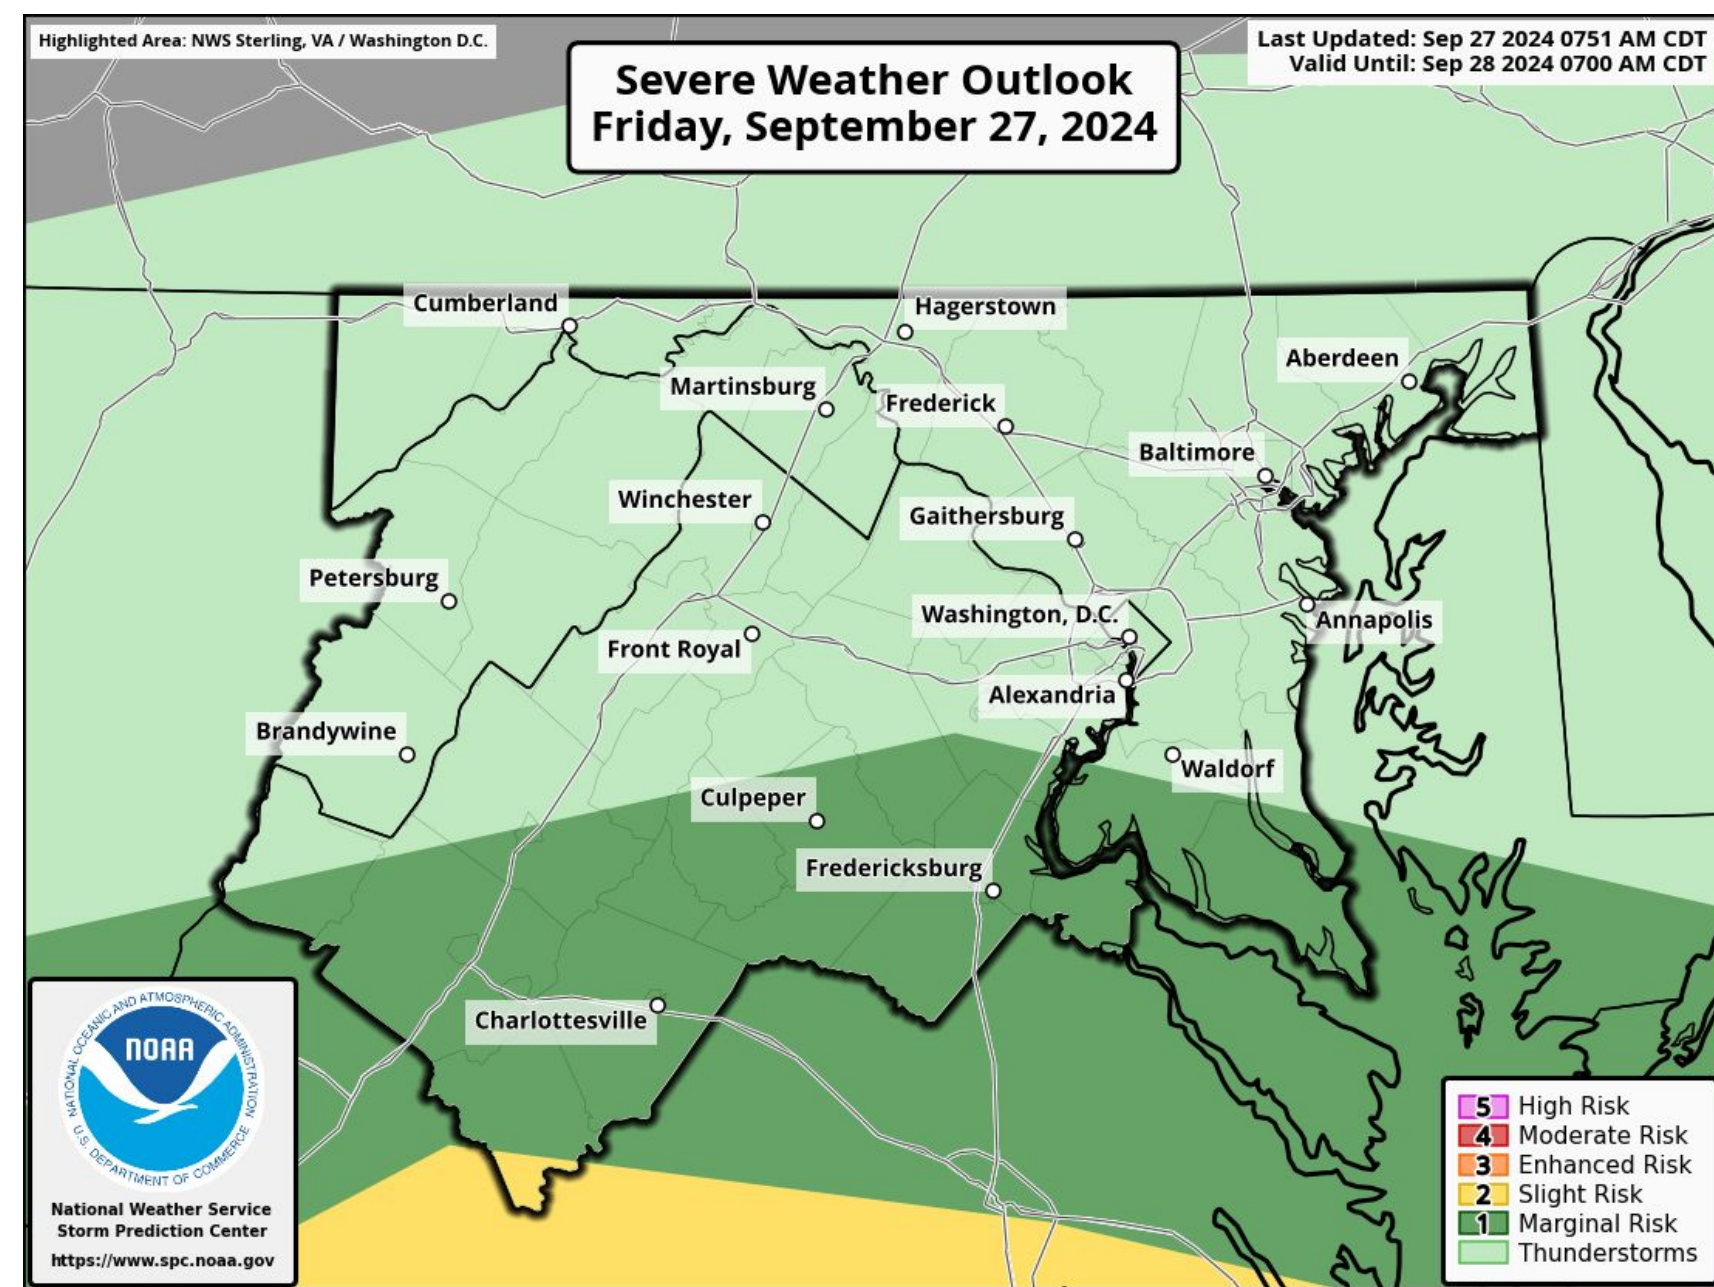 Highlighted Area: NWS Sterling, VA / Washington D.C.
Severe Weather Outlook
Friday, September 27, 2024
Last Updated: Sep 27 2024 0751 AM CDT
Valid Until: Sep 28 2024 0700 AM CDT
Cumberland
Hagerstown
Aberdeen
Martinsburg
Frederick
Baltimore
Winchester
Gaithersburg
Petersburg
Washington, D.C.
Annapolis
Front Royal
Alexandria
Brandywine
Waldorf
Culpeper
Fredericksburg
Charlottesville
NATIONAL OCEANIC AND ATMOSPHERIC ADMINISTRATION
NOAA
U.S. DEPARTMENT OF COMMERCE
National Weather Service
Storm Prediction Center
https://www.spc.noaa.gov
5 High Risk
4 Moderate Risk
3 Enhanced Risk
2 Slight Risk
1 Marginal Risk
Thunderstorms